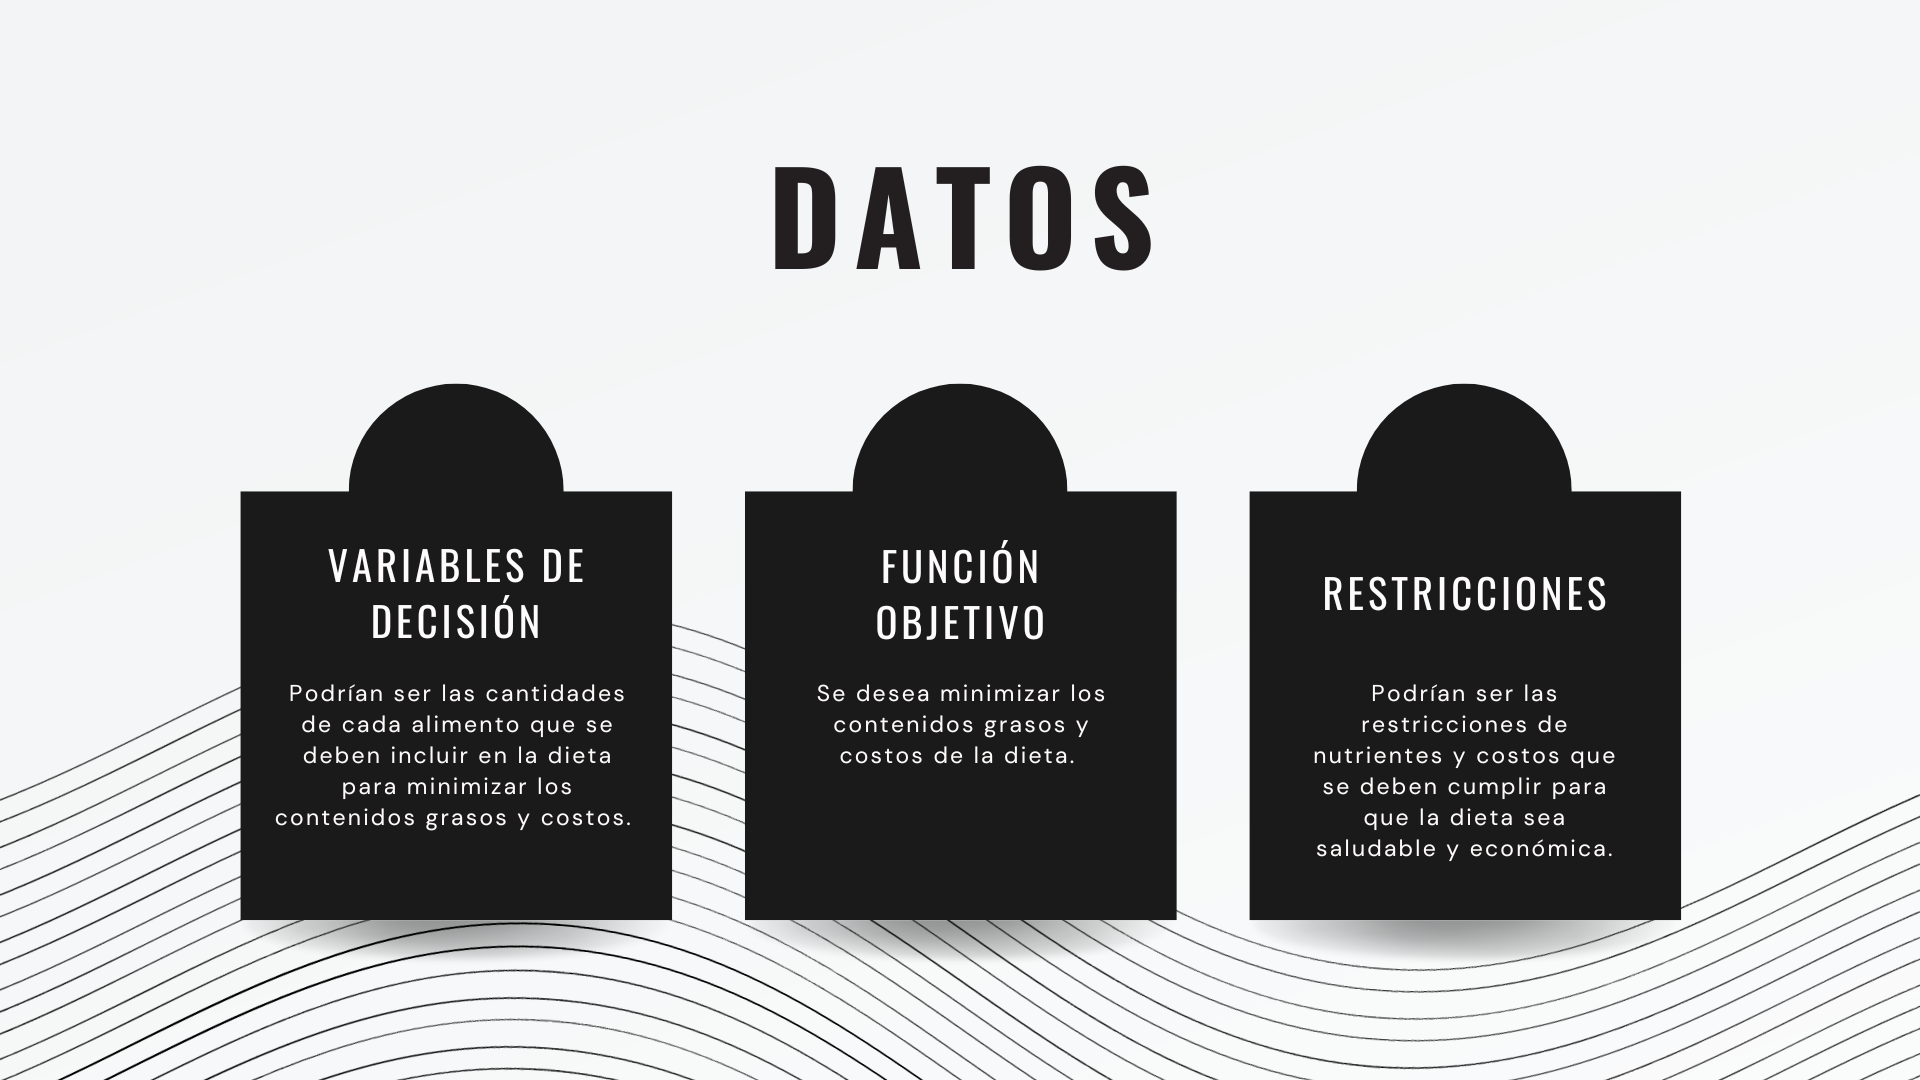 DATOS
VARIABLES DE
DECISIÓN
Podrían ser las cantidades
de cada alimento que se
deben incluir en la dieta
para minimizar los
contenidos grasos y costos.
FUNCIÓN
OBJETIVO
Se desea minimizar los
contenidos grasos y
costos de la dieta.
RESTRICCIONES
Podrían ser las
restricciones de
nutrientes y costos que
se deben cumplir para
que la dieta sea
saludable y económica.